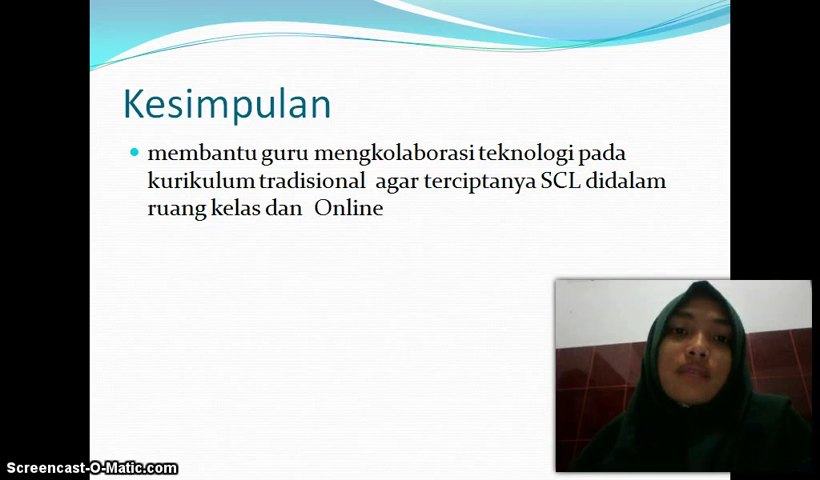 Kesimpulan
membantu guru mengkolaborasi teknologi pada
kurikulum tradisional agar terciptanya SCL didalam
ruang kelas dan Online
Screencast-O-Matic.com